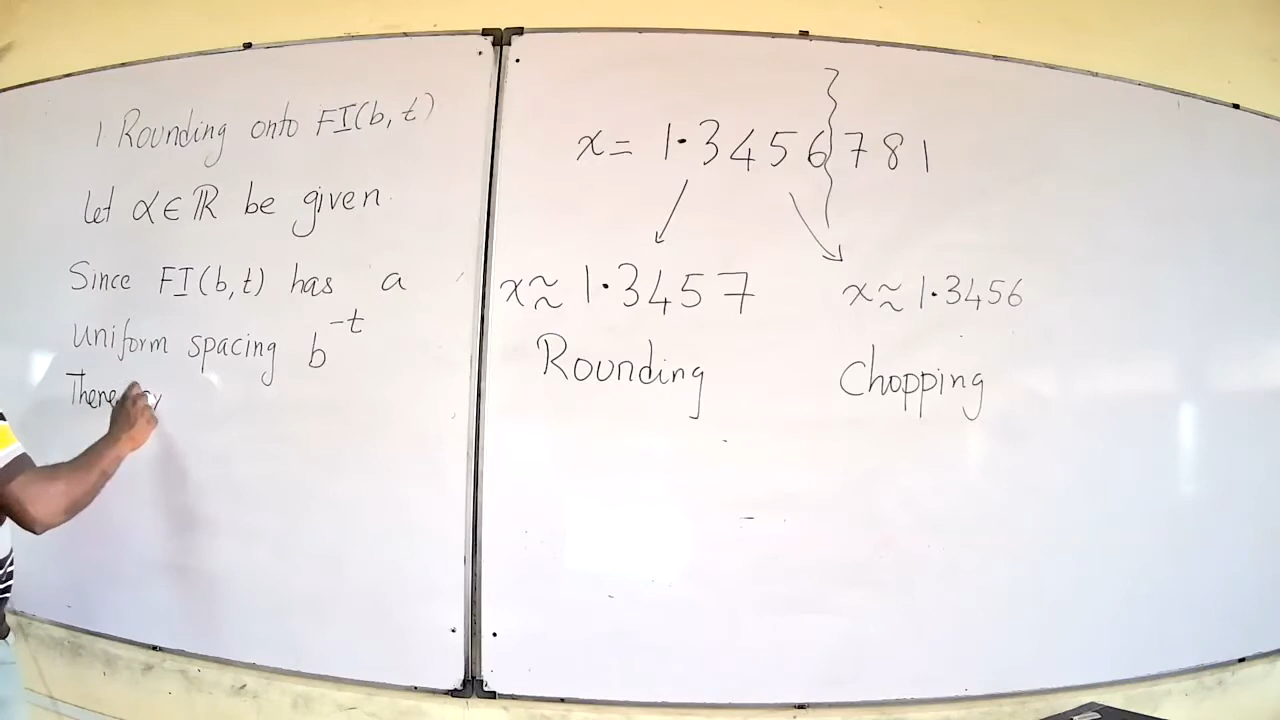 1 Rounding onto FI(b, t)
Let α ∈ ℝ be given.
Since FI(b, t) has a
uniform spacing b^-t
x = 1.3456781
x ≈ 1.3457
x ≈ 1.3456
Rounding
Chopping